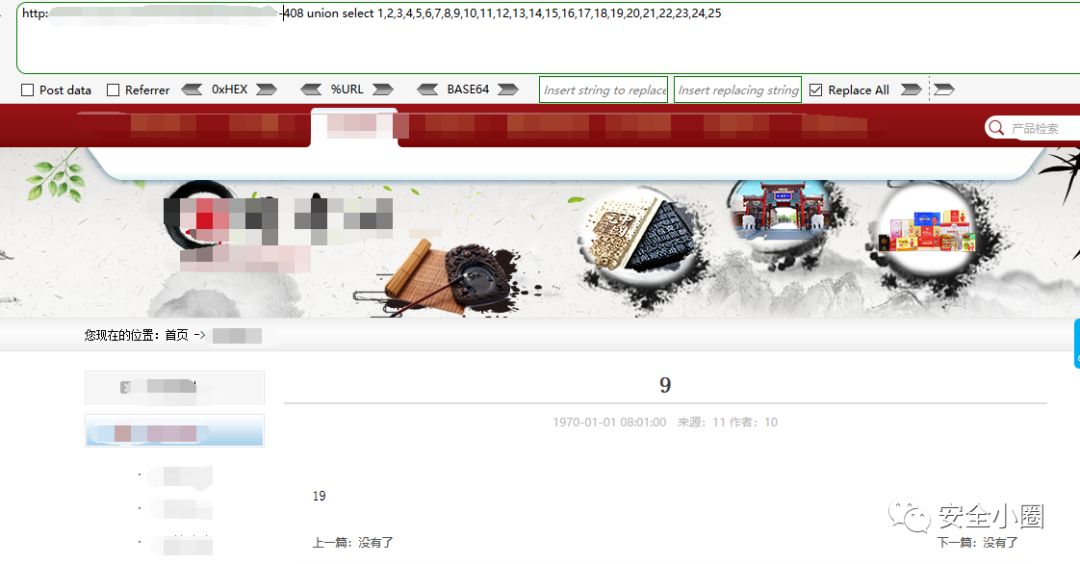 http:
-408 union select 1,2,3,4,5,6,7,8,9,10,11,12,13,14,15,16,17,18,19,20,21,22,23,24,25
Post data Referrer 0xHEX %URL BASE64 Insert string to replace Insert replacing string Replace All
产品检索
您现在的位置：首页 ->
9
1970-01-01 08:01:00 来源：11 作者：10
19
上一篇：没有了
下一篇：没有了
安全小圈